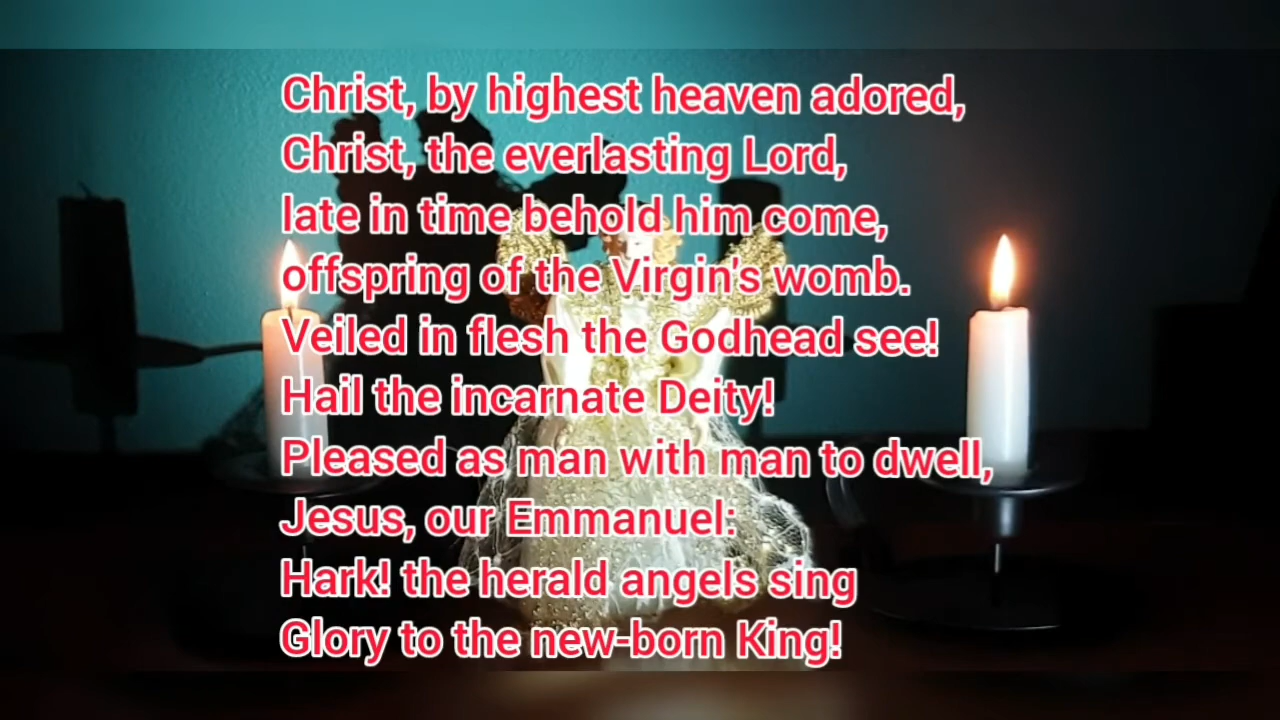 Christ, by highest heaven adored,
Christ, the everlasting Lord,
late in time behold him come,
offspring of the Virgin's womb.
Veiled in flesh the Godhead see!
Hail the incarnate Deity!
Pleased as man with man to dwell,
Jesus, our Emmanuel:
Hark! the herald angels sing
Glory to the new-born King!